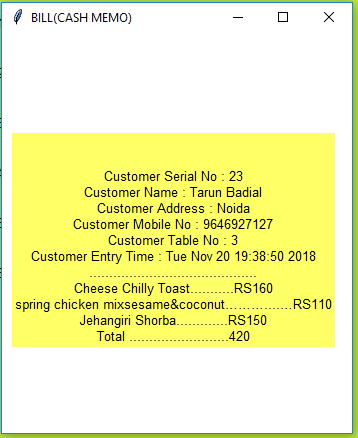 BILL(CASH MEMO)
Customer Serial No : 23
Customer Name : Tarun Badial
Customer Address : Noida
Customer Mobile No : 9646927127
Customer Table No : 3
Customer Entry Time : Tue Nov 20 19:38:50 2018
..........................................
Cheese Chilly Toast...........RS160
spring chicken mixsesame&coconut.................RS110
Jehangiri Shorba.............RS150
Total .........................420